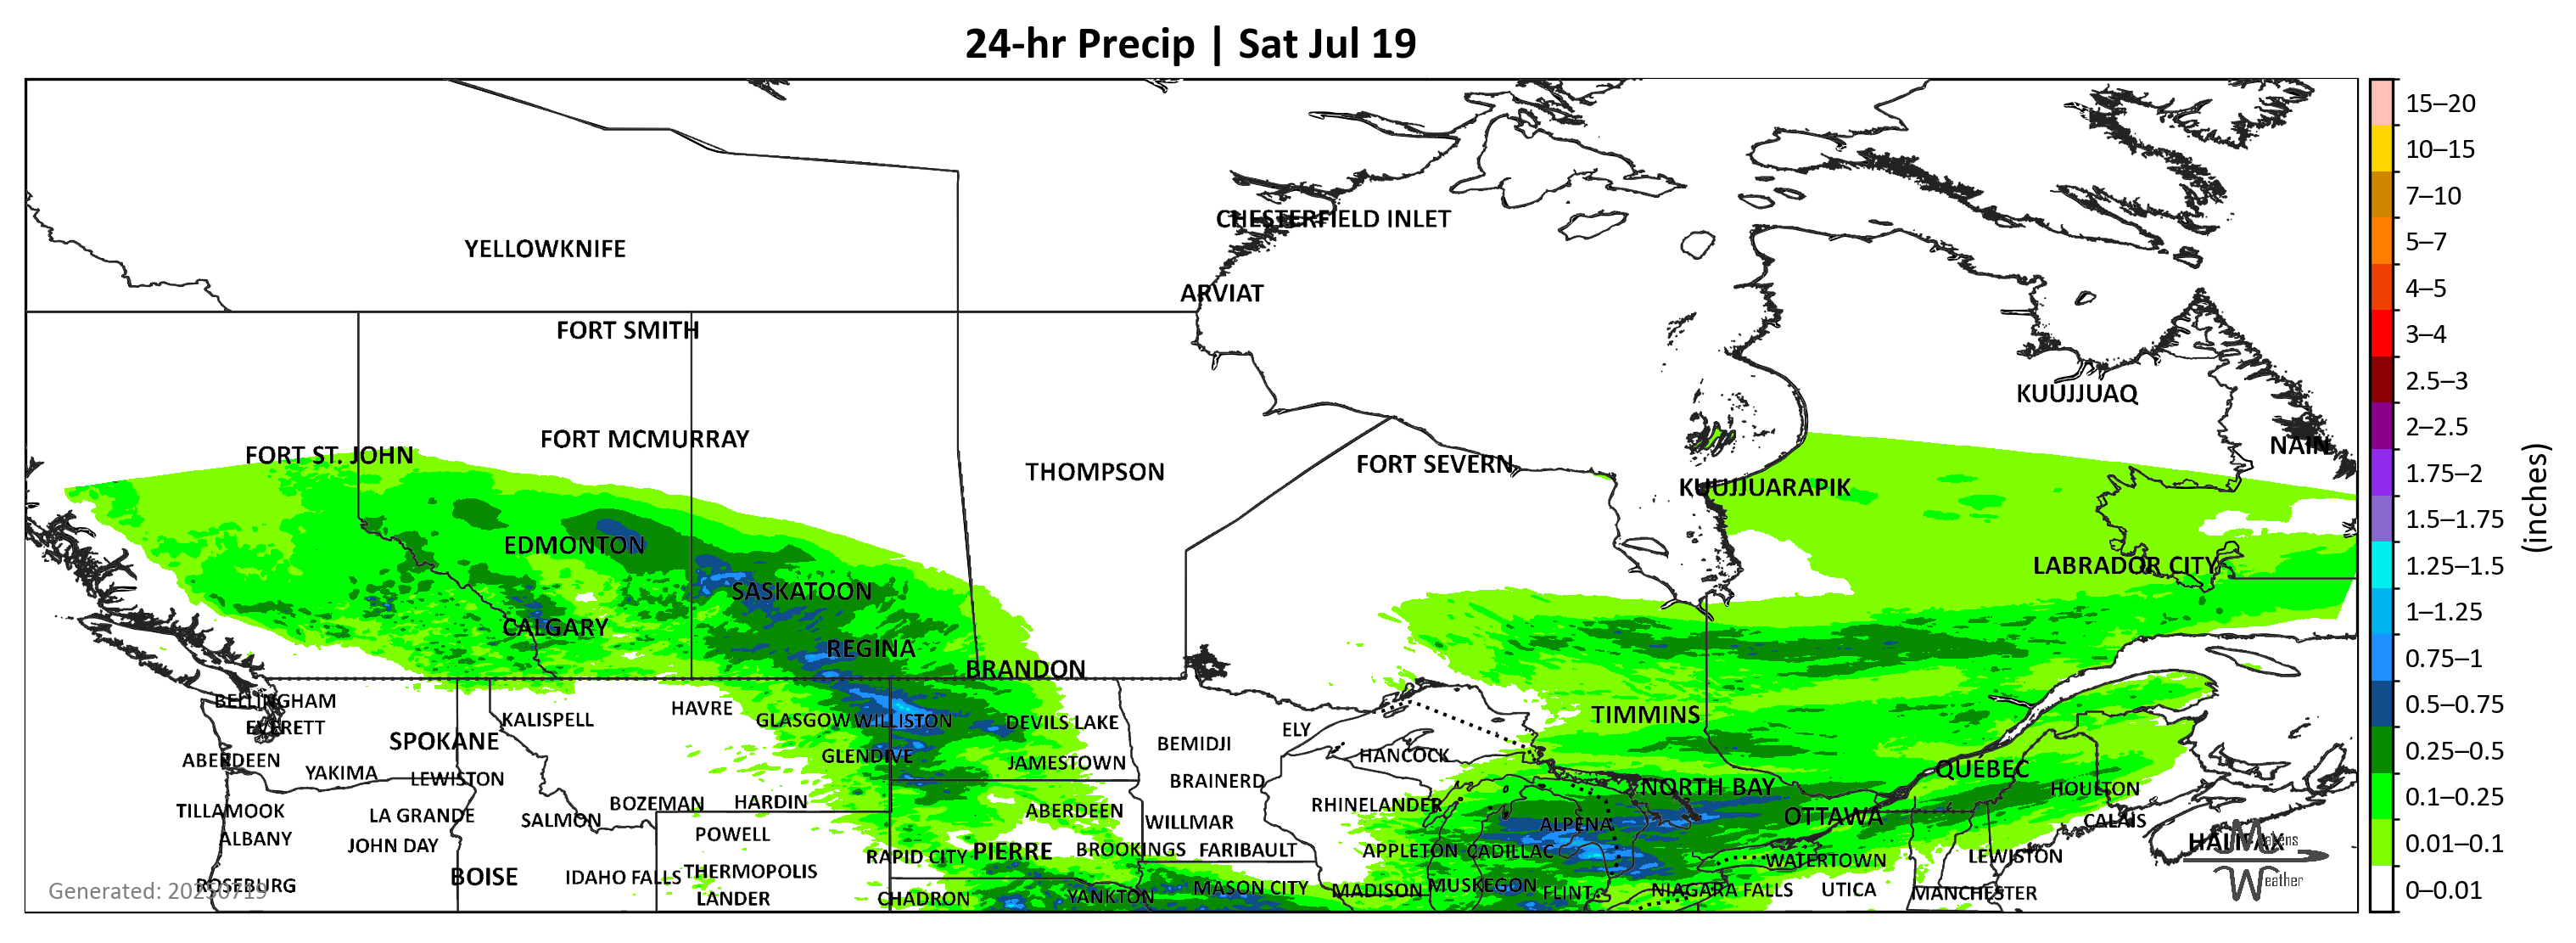 24-hr Precip | Sat Jul 19
15–20
10–15
7–10
5–7
4–5
3–4
2.5–3
2–2.5
1.75–2
1.5–1.75
1.25–1.5
1–1.25
0.75–1
0.5–0.75
0.25–0.5
0.1–0.25
0.01–0.1
0–0.01
(inches)
CHESTERFIELD INLET
YELLOWKNIFE
ARVIAT
FORT SMITH
KUUJJUAQ
FORT MCMURRAY
NAIN
FORT ST. JOHN
FORT SEVERN
THOMPSON
KUUJJUARAPIK
EDMONTON
LABRADOR CITY
SASKATOON
CALGARY
REGINA
BRANDON
BELLINGHAM
HAVRE
KALISPELL
GLASGOW WILLISTON
DEVILS LAKE
TIMMINS
EVERETT
ELY
SPOKANE
BEMIDJI
GLENDIVE
HANCOCK
ABERDEEN
JAMESTOWN
QUÉBEC
YAKIMA
LEWISTON
BRAINERD
NORTH BAY
HOULTON
BOZEMAN
HARDIN
RHINELANDER
TILLAMOOK
LA GRANDE
SALMON
ABERDEEN
WILLMAR
ALPENA
OTTAWA
CALAIS
ALBANY
JOHN DAY
POWELL
RAPID CITY
PIERRE
BROOKINGS
FARIBAULT
APPLETON
CADILLAC
WATERTOWN
LEWISTON
HALIFAX
BOISE
IDAHO FALLS
THERMOPOLIS
ROSEBURG
LANDER
CHADRON
YANKTON
MASON CITY
MADISON
MUSKEGON
FLINT
NIAGARA FALLS
UTICA
MANCHESTER
Generated: 20250719
Weather